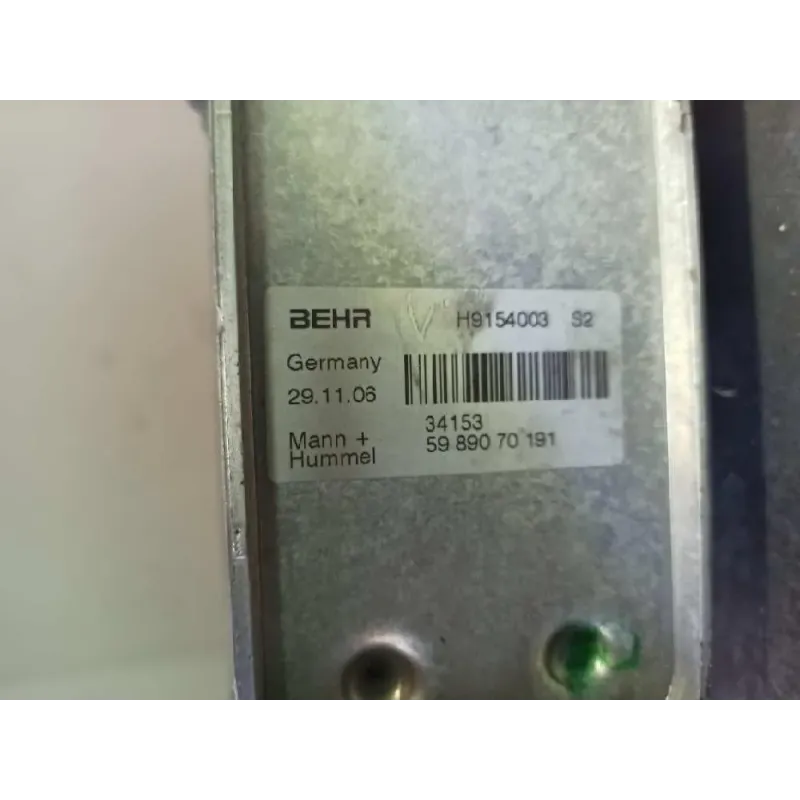 BEHR V H9154003 S2
Germany
29.11.06
34153
Mann + 59 890 70 191
Hummel